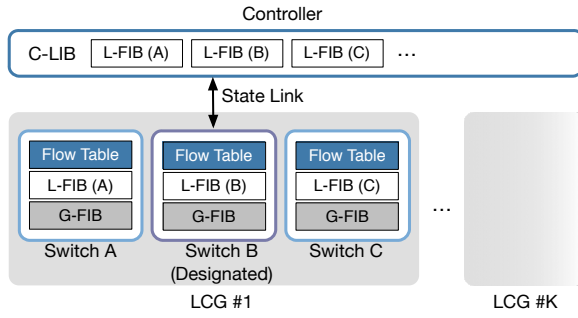 Controller
C-LIB L-FIB (A) L-FIB (B) L-FIB (C) ...
State Link
Flow Table Flow Table Flow Table
L-FIB (A) L-FIB (B) L-FIB (C)
G-FIB G-FIB G-FIB
...
Switch A Switch B Switch C
(Designated)
LCG #1 LCG #K